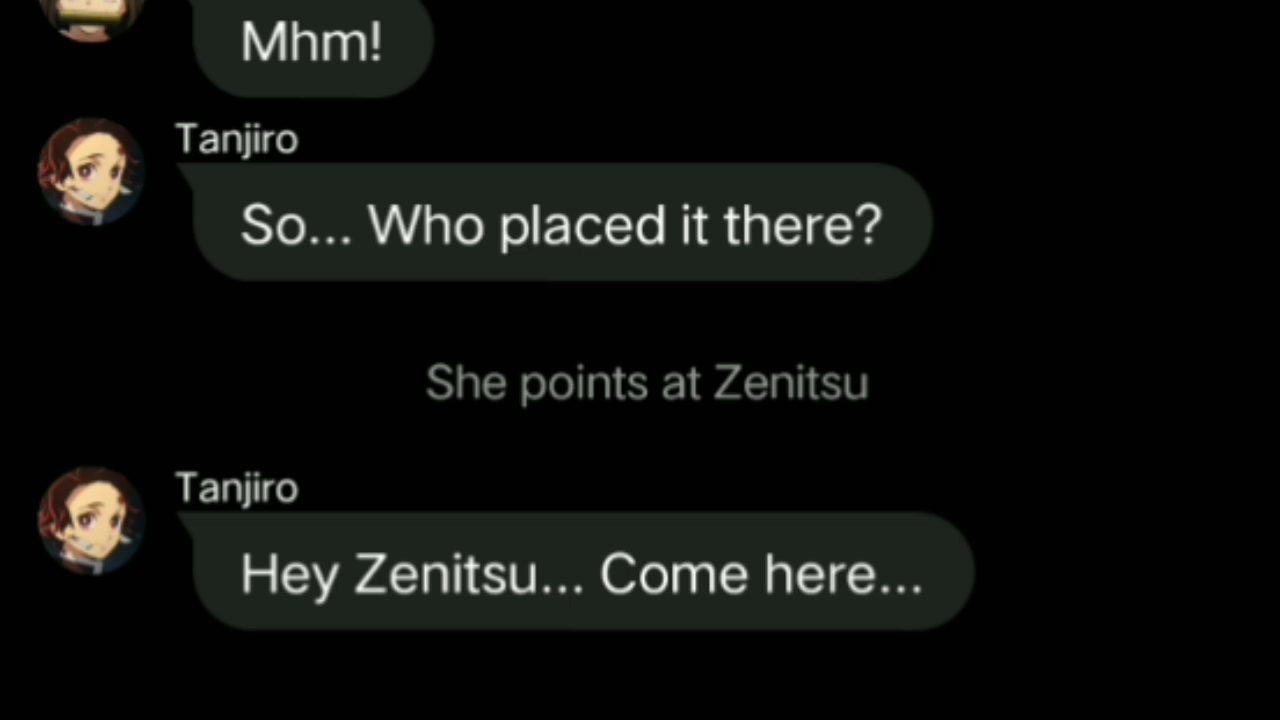 Mhm!
Tanjiro
So... Who placed it there?
She points at Zenitsu
Tanjiro
Hey Zenitsu... Come here...